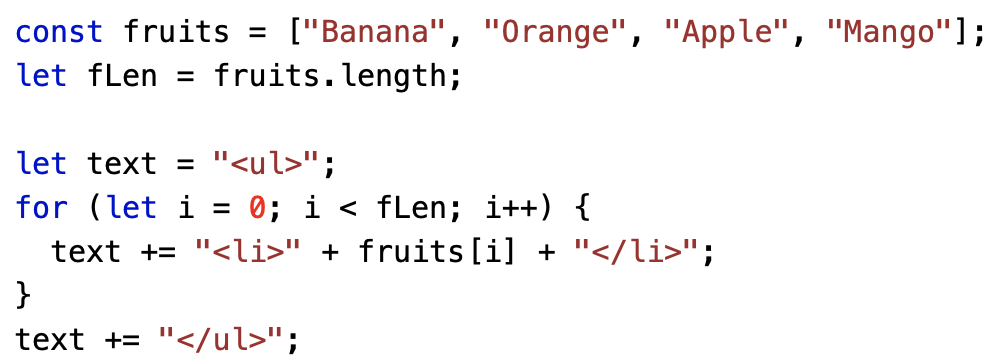 const fruits = ["Banana", "Orange", "Apple", "Mango"];
let fLen = fruits.length;

let text = "<ul>";
for (let i = 0; i < fLen; i++) {
  text += "<li>" + fruits[i] + "</li>";
}
text += "</ul>";